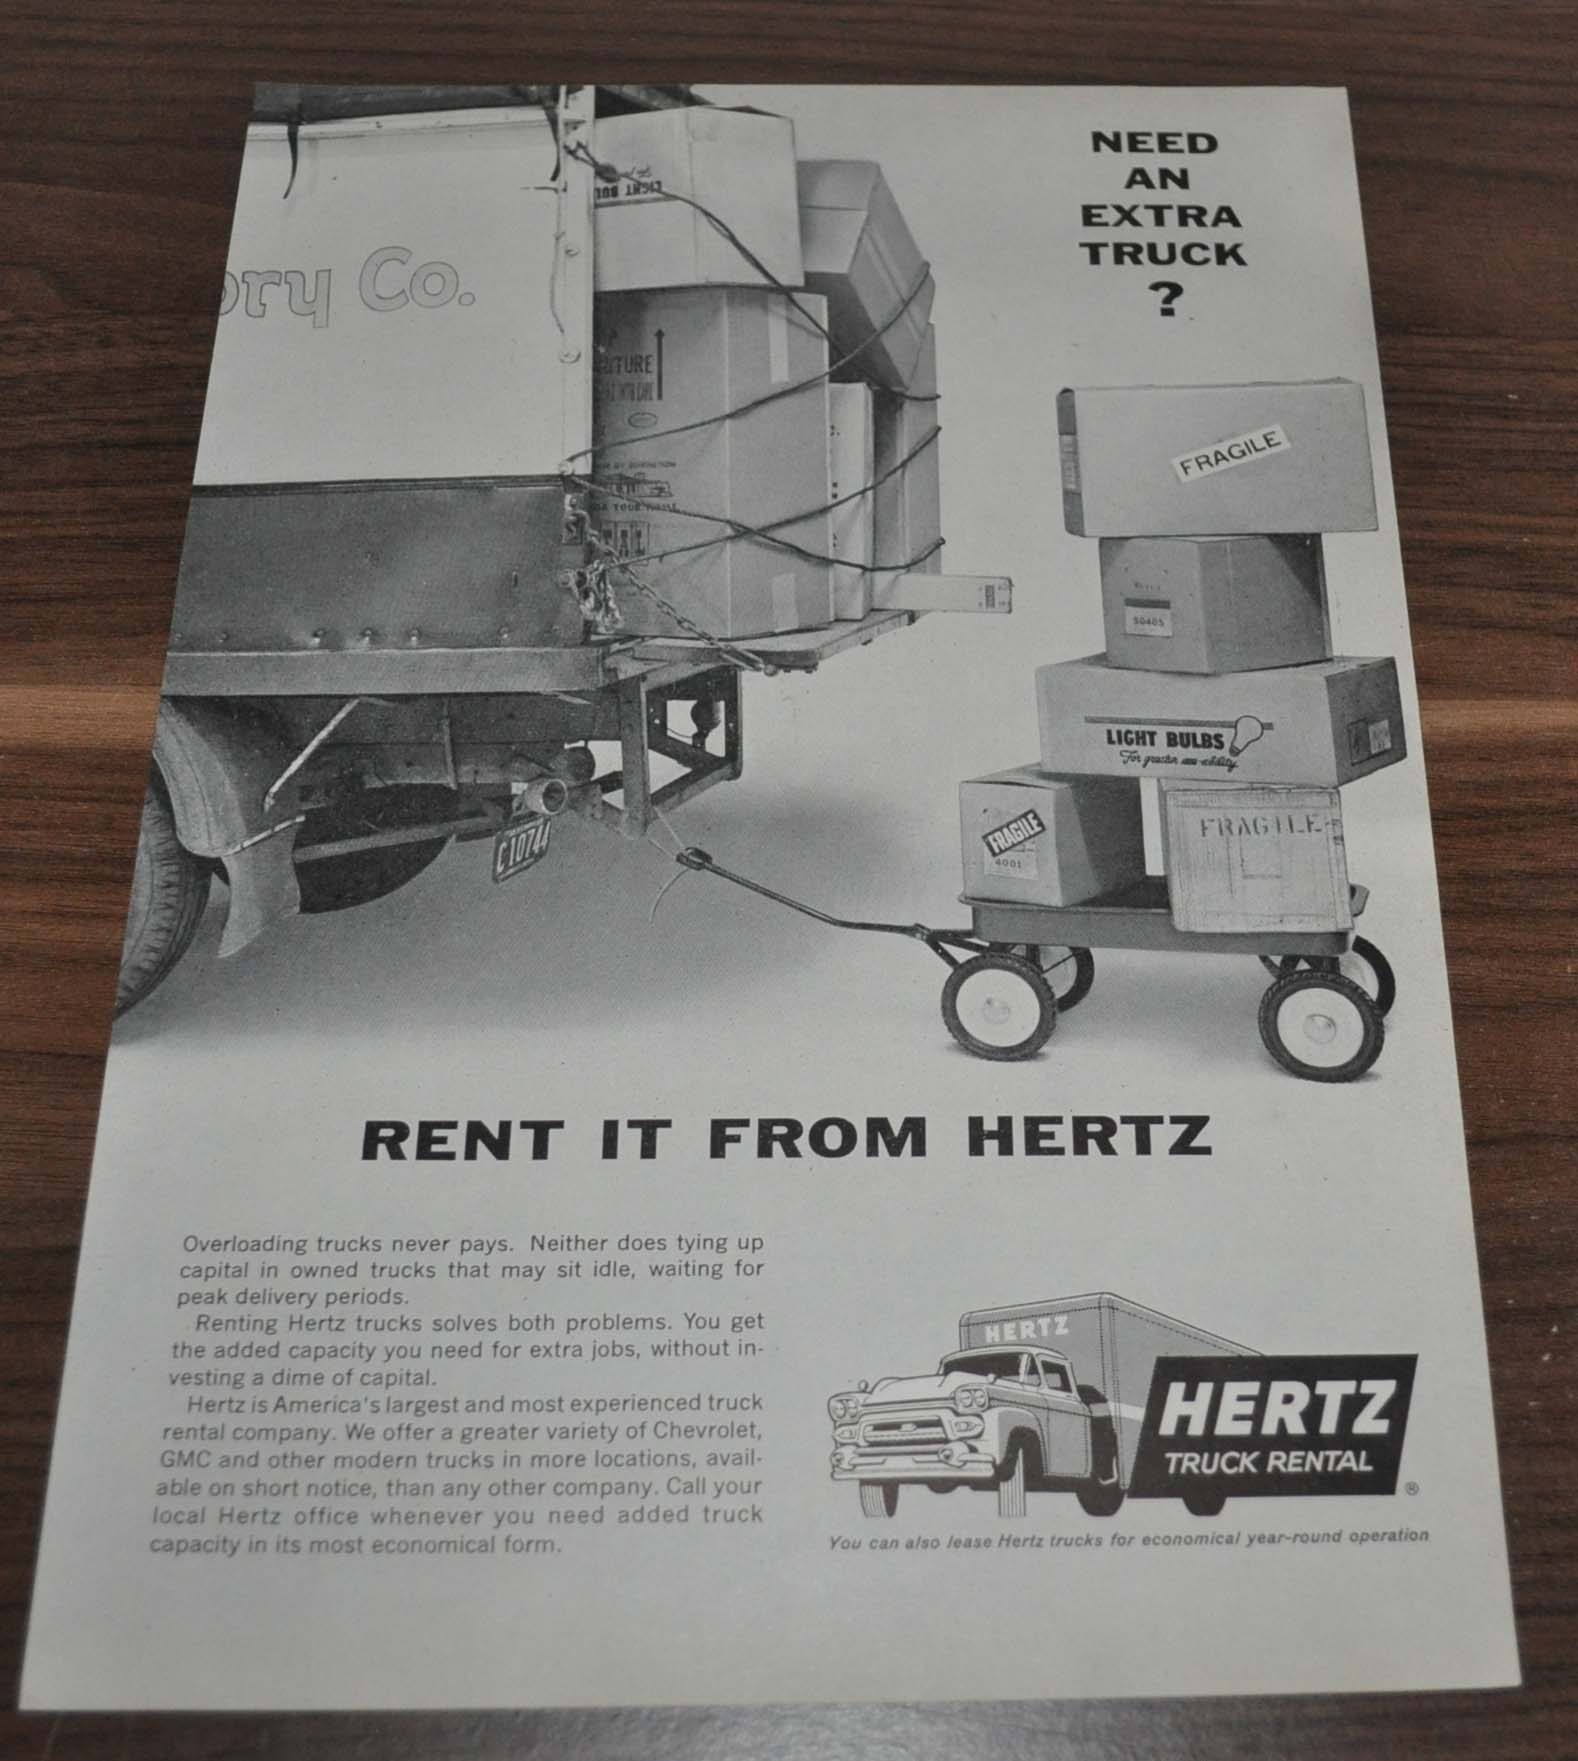 NEED
AN
EXTRA
TRUCK
?
ory Co.
LIGHT BUL
FRAGILE
50405
LIGHT BULBS
FRAGILE
4001
FRAGILE
C10744
RENT IT FROM HERTZ
Overloading trucks never pays. Neither does tying up
capital in owned trucks that may sit idle, waiting for
peak delivery periods.
Renting Hertz trucks solves both problems. You get
the added capacity you need for extra jobs, without in-
vesting a dime of capital.
Hertz is America's largest and most experienced truck
rental company. We offer a greater variety of Chevrolet,
GMC and other modern trucks in more locations, avail-
able on short notice, than any other company. Call your
local Hertz office whenever you need added truck
capacity in its most economical form.
HERTZ
HERTZ
TRUCK RENTAL
®
You can also lease Hertz trucks for economical year-round operation